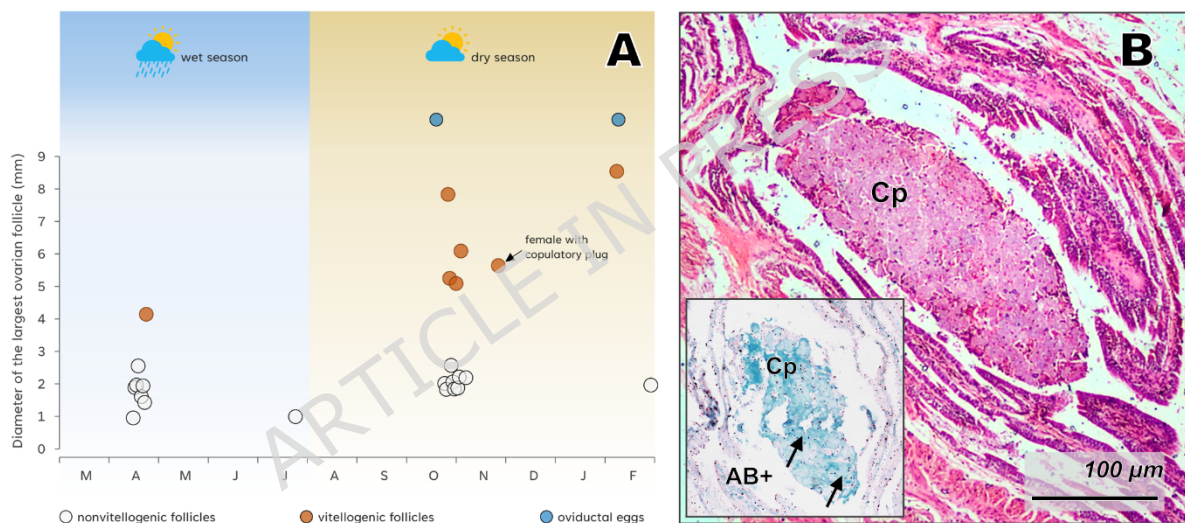 wet season
dry season
A
Diameter of the largest ovarian follicle (mm)
9
8
7
6
5
4
3
2
1
0
female with
copulatory plug
M A M J J A S O N D J F
nonvitellogenic follicles
vitellogenic follicles
oviductal eggs
B
Cp
Cp
AB+
100 µm
ARTICLE IN PRESS